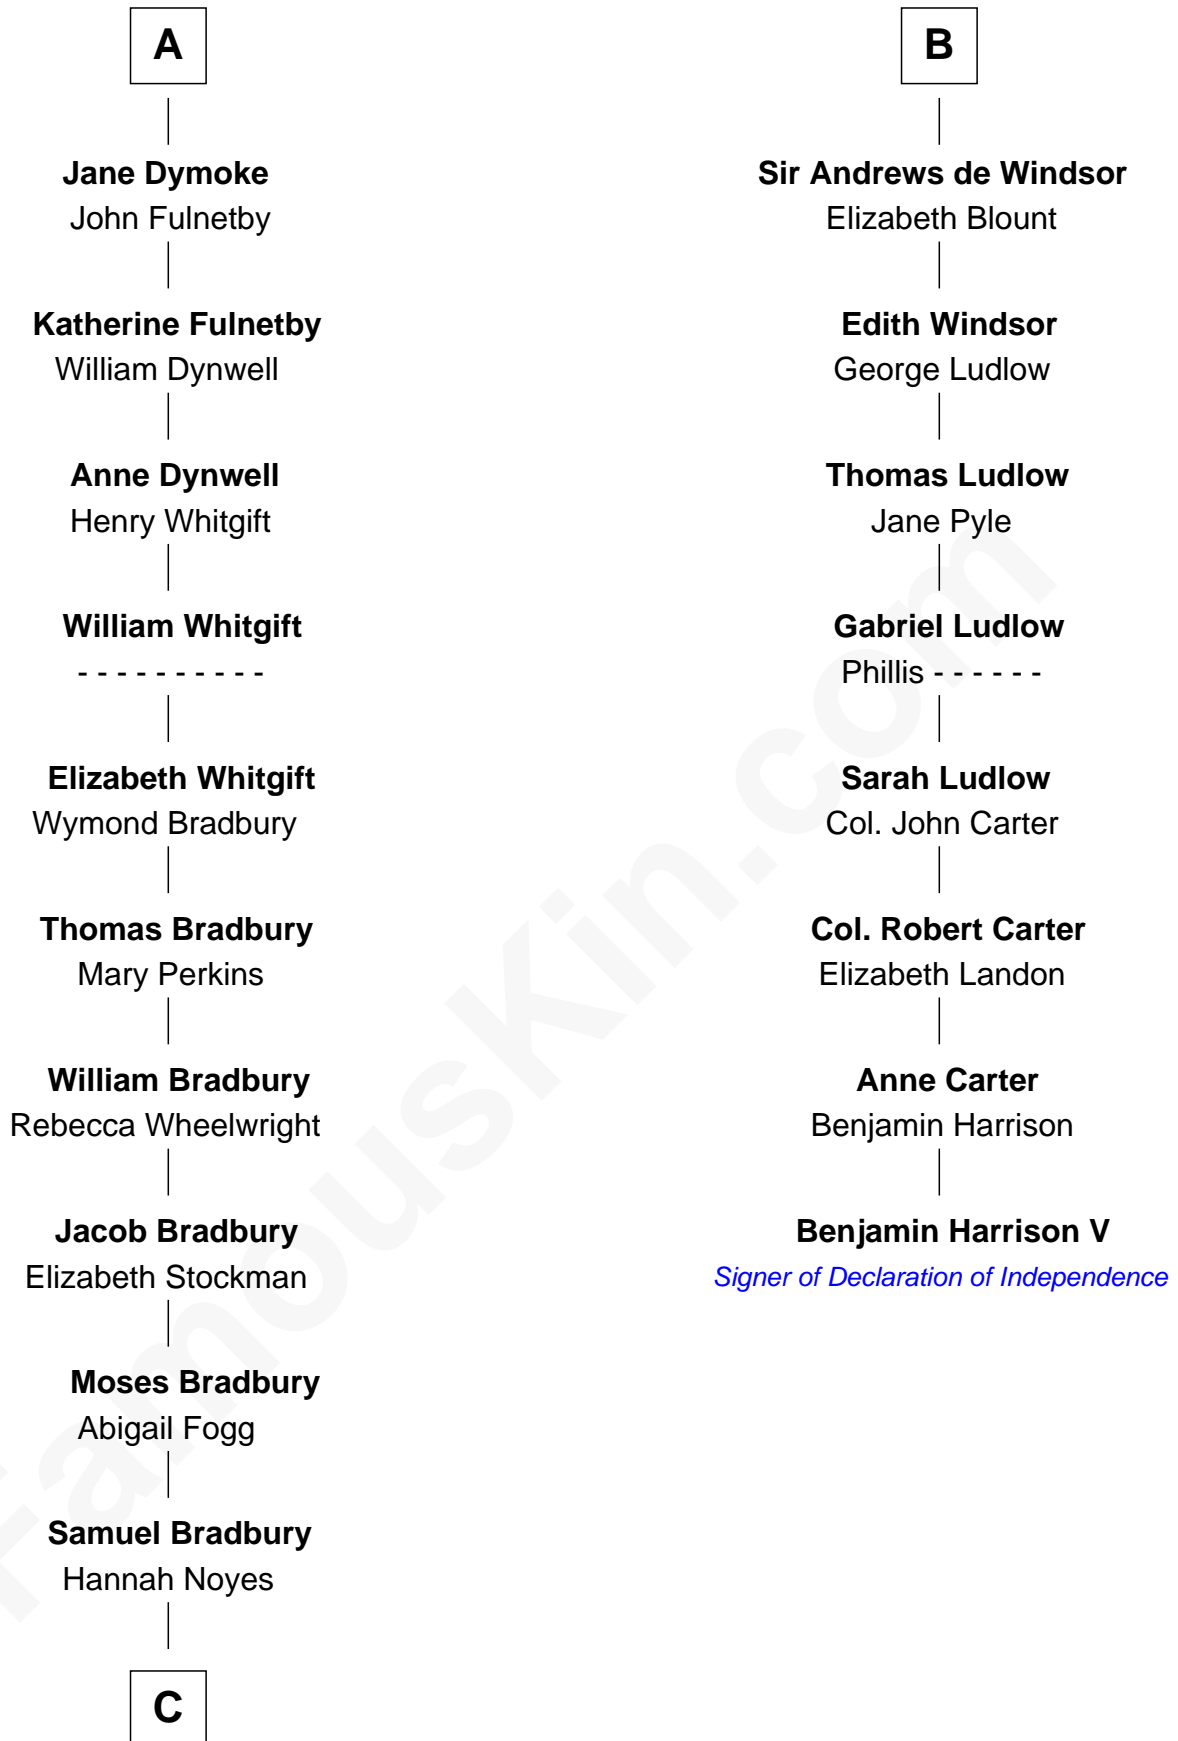 A
Jane Dymoke
John Fulnetby
Katherine Fulnetby
William Dynwell
Anne Dynwell
Henry Whitgift
William Whitgift
- - - - - - - - - -
Elizabeth Whitgift
Wymond Bradbury
Thomas Bradbury
Mary Perkins
William Bradbury
Rebecca Wheelwright
Jacob Bradbury
Elizabeth Stockman
Moses Bradbury
Abigail Fogg
Samuel Bradbury
Hannah Noyes
C
B
Sir Andrews de Windsor
Elizabeth Blount
Edith Windsor
George Ludlow
Thomas Ludlow
Jane Pyle
Gabriel Ludlow
Phillis - - - - - -
Sarah Ludlow
Col. John Carter
Col. Robert Carter
Elizabeth Landon
Anne Carter
Benjamin Harrison
Benjamin Harrison V
Signer of Declaration of Independence
FamousKin.com